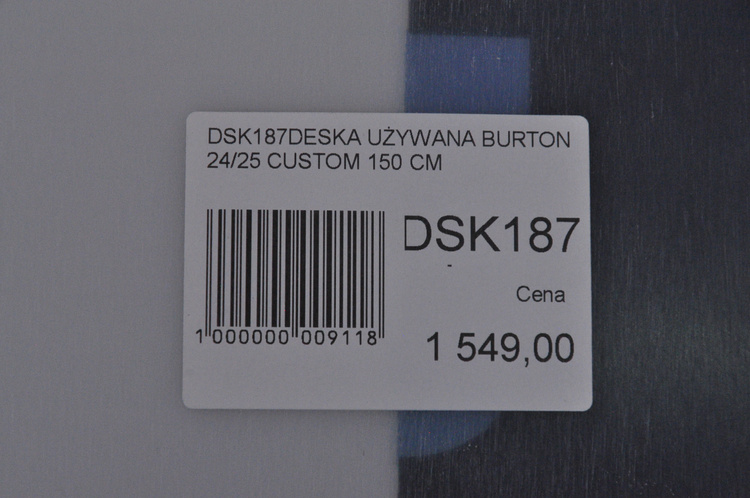 DSK187DESKA UŻYWANA BURTON
24/25 CUSTOM 150 CM
DSK187
Cena
1 000000 009118
1 549,00